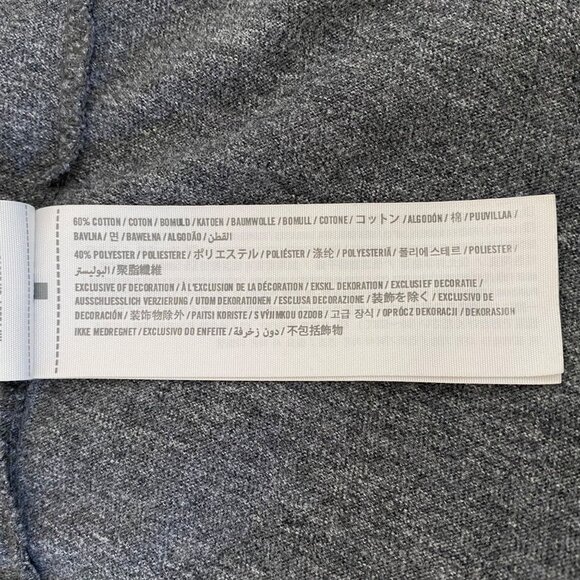 60% COTTON / COTON / BOMULD / KATOEN / BAUMWOLLE / BOMULL / COTONE / コットン / ALGODÓN / 棉 / PUUVILLAA /
BAVLNA / 면 / BAWEŁNA / ALGODÃO / القطن
40% POLYESTER / POLIESTERE / ポリエステル / POLIÉSTER / 涤纶 / POLYESTERIÄ / 폴리에스테르 / POLIESTER /
البوليستر / 聚脂纖維
EXCLUSIVE OF DECORATION / À L'EXCLUSION DE LA DÉCORATION / EKSKL. DEKORATION / EXCLUSIEF DECORATIE /
AUSSCHLIESSLICH VERZIERUNG / UTOM DEKORATIONEN / ESCLUSA DECORAZIONE / 装飾を除く / EXCLUSIVO DE
DECORACIÓN / 装饰物除外 / PAITSI KORISTE / S VÝJIMKOU OZDOB / 고급 장식 / OPRÓCZ DEKORACJI / DEKORASJON
IKKE MEDREGNET / EXCLUSIVO DO ENFEITE / دون زخرفة / 不包括飾物